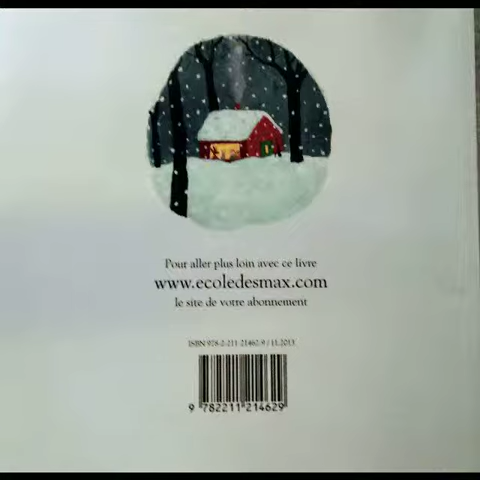 Pour aller plus loin avec ce livre
www.ecoledesmax.com
le site de votre abonnement
ISBN 978-2-211-21462-9 / 11.2013
9 782211 214629